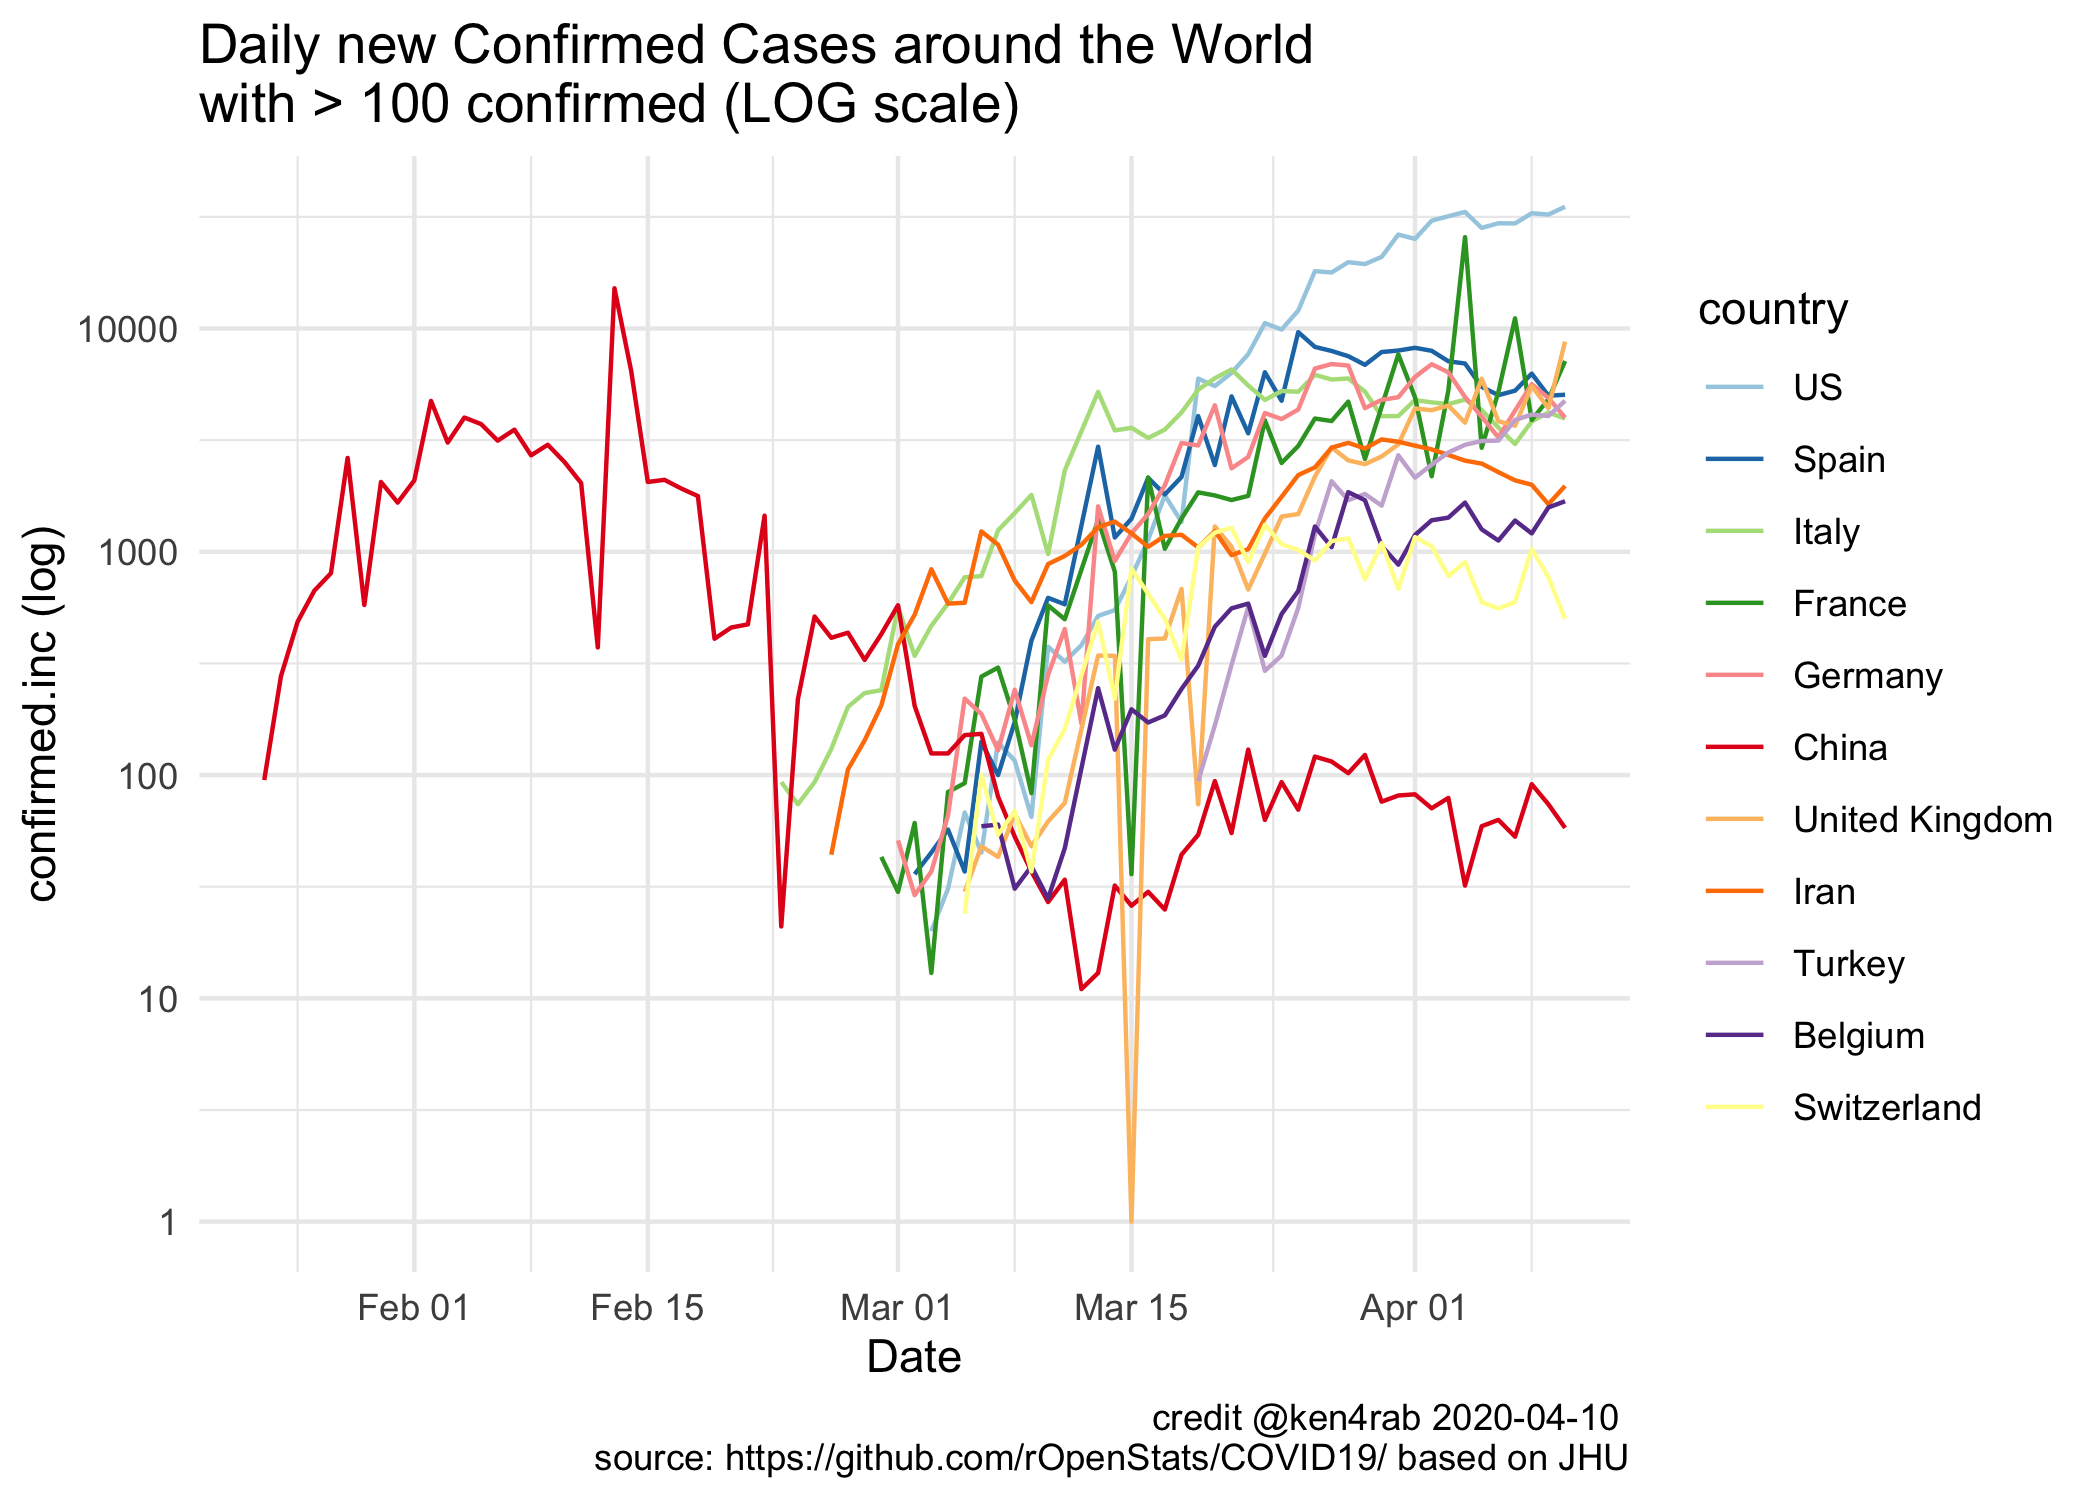 Daily new Confirmed Cases around the World
with > 100 confirmed (LOG scale)
confirmed.inc (log)
10000
1000
100
10
1
Feb 01
Feb 15
Mar 01
Mar 15
Apr 01
Date
country
US
Spain
Italy
France
Germany
China
United Kingdom
Iran
Turkey
Belgium
Switzerland
credit @ken4rab 2020-04-10
source: https://github.com/rOpenStats/COVID19/ based on JHU